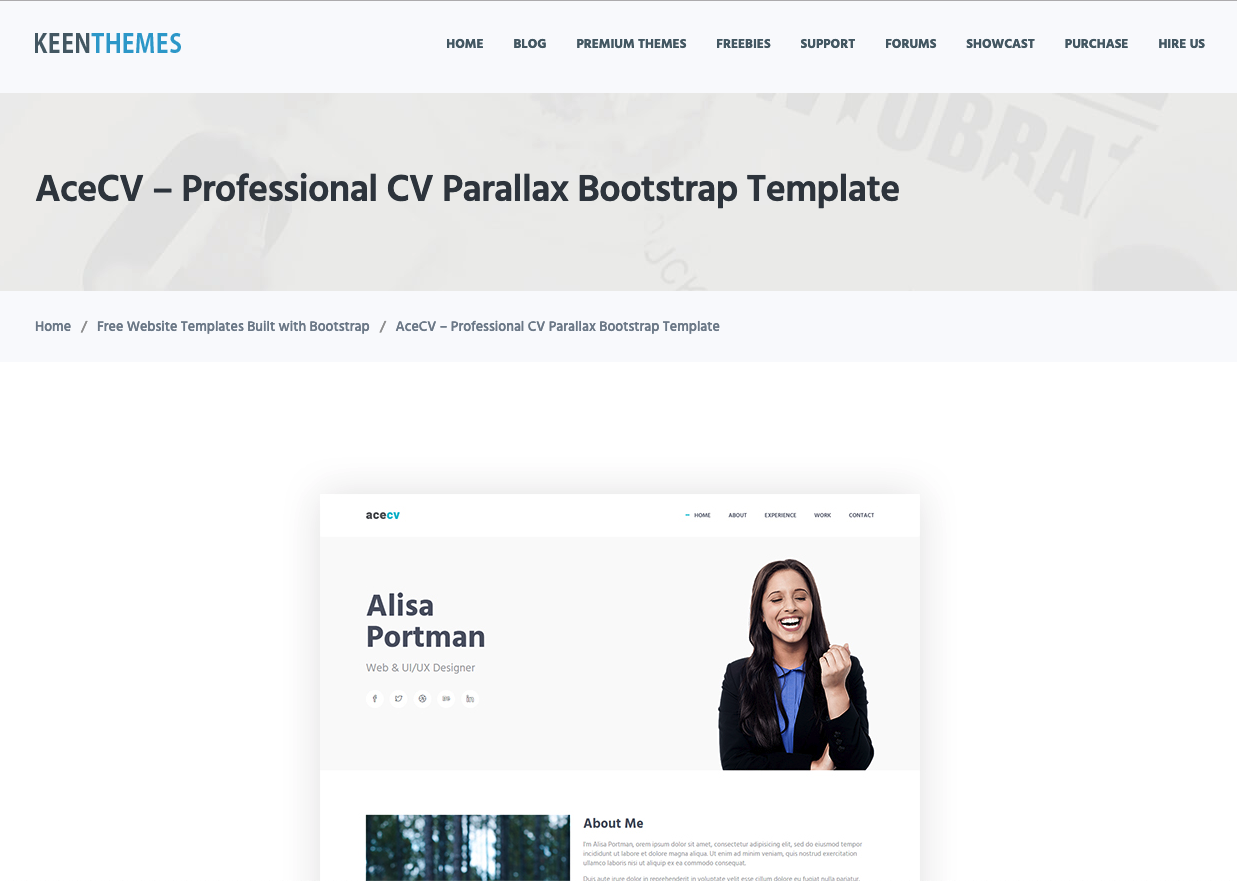 KEENTHEMES
HOME BLOG PREMIUM THEMES FREEBIES SUPPORT FORUMS SHOWCAST PURCHASE HIRE US
AceCV – Professional CV Parallax Bootstrap Template
Home / Free Website Templates Built with Bootstrap / AceCV – Professional CV Parallax Bootstrap Template
acecv
HOME ABOUT EXPERIENCE WORK CONTACT
Alisa
Portman
Web & UI/UX Designer
About Me
I'm Alisa Portman, orem ipsum dolor sit amet, consectetur adipisicing elit, sed do eiusmod tempor
incididunt ut labore et dolore magna aliqua. Ut enim ad minim veniam, quis nostrud exercitation
ullamco laboris nisi ut aliquip ex ea commodo consequat.
Duis aute irure dolor in reprehenderit in voluptate velit esse cillum dolore eu fugiat nulla pariatur.